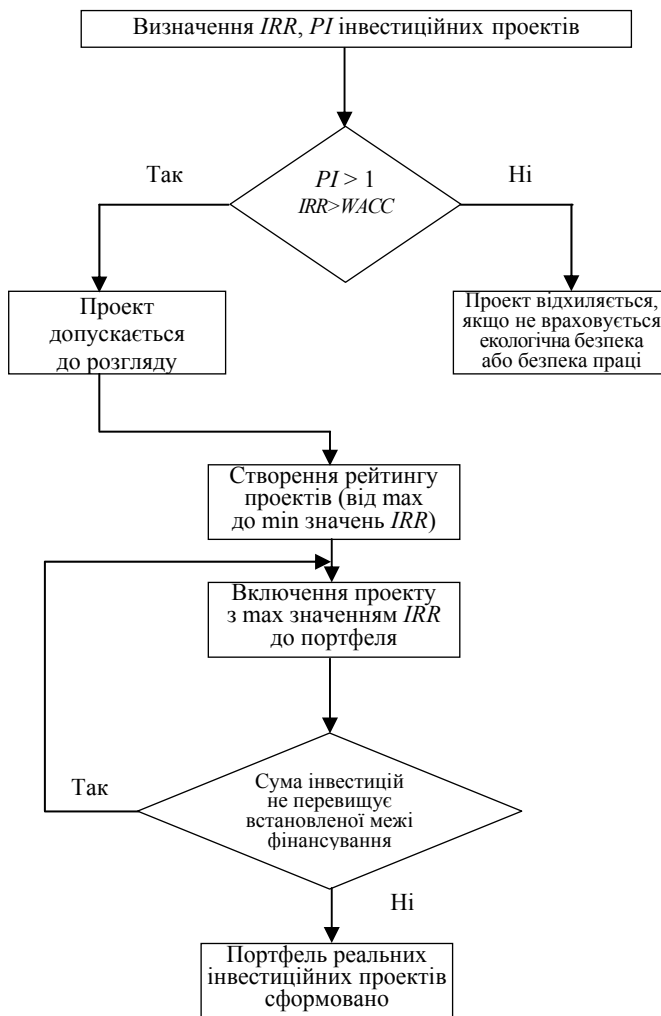 Визначення IRR, PI інвестиційних проектів
Так
PI > 1
IRR>WACC
Ні
Проект
допускається
до розгляду
Проект відхиляється,
якщо не враховується
екологічна безпека
або безпека праці
Створення рейтингу
проектів (від max
до min значень IRR)
Включення проекту
з max значенням IRR
до портфеля
Так
Сума інвестицій
не перевищує
встановленої межі
фінансування
Ні
Портфель реальних
інвестиційних проектів
сформовано